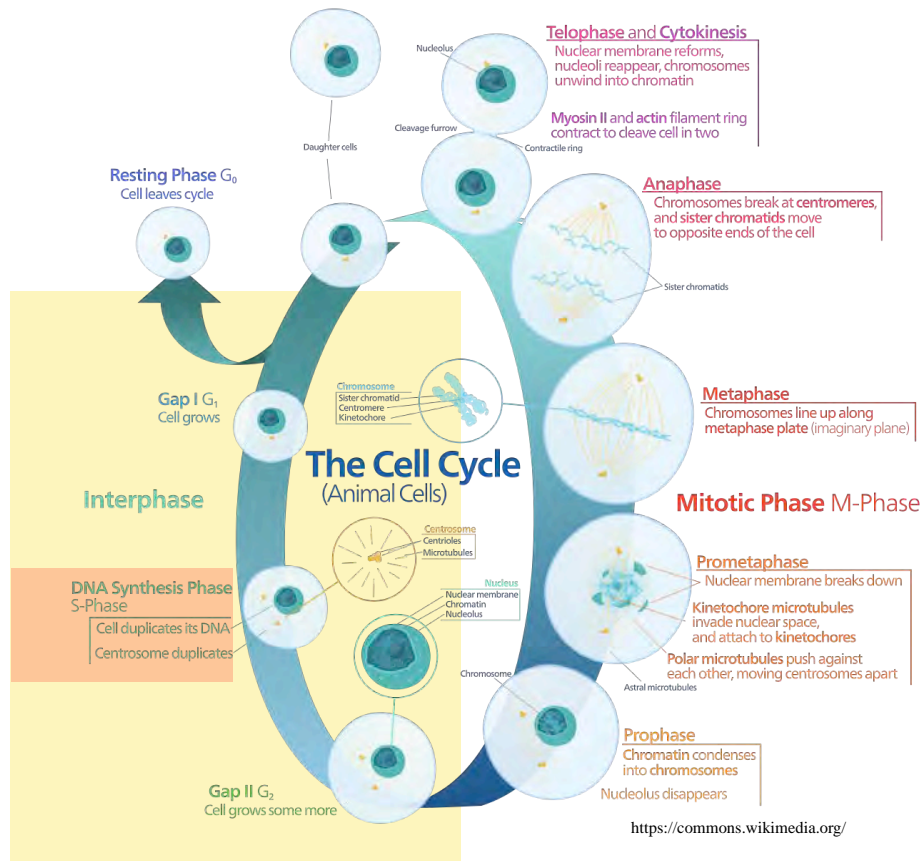 Telophase and Cytokinesis
Nuclear membrane reforms,
nucleoli reappear, chromosomes
unwind into chromatin
Myosin II and actin filament ring
contract to cleave cell in two
Nucleolus
Cleavage furrow
Contractile ring
Daughter cells
Resting Phase G₀
Cell leaves cycle
Anaphase
Chromosomes break at centromeres,
and sister chromatids move
to opposite ends of the cell
Sister chromatids
Gap I G₁
Cell grows
Chromosome
Sister chromatid
Centromere
Kinetochore
Metaphase
Chromosomes line up along
metaphase plate (imaginary plane)
The Cell Cycle
(Animal Cells)
Interphase
Mitotic Phase M-Phase
Centrosome
Centrioles
Microtubules
DNA Synthesis Phase
S-Phase
Cell duplicates its DNA
Centrosome duplicates
Nucleus
Nuclear membrane
Chromatin
Nucleolus
Prometaphase
Nuclear membrane breaks down
Kinetochore microtubules
invade nuclear space,
and attach to kinetochores
Polar microtubules push against
each other, moving centrosomes apart
Astral microtubules
Chromosome
Prophase
Chromatin condenses
into chromosomes
Nucleolus disappears
Gap II G₂
Cell grows some more
https://commons.wikimedia.org/